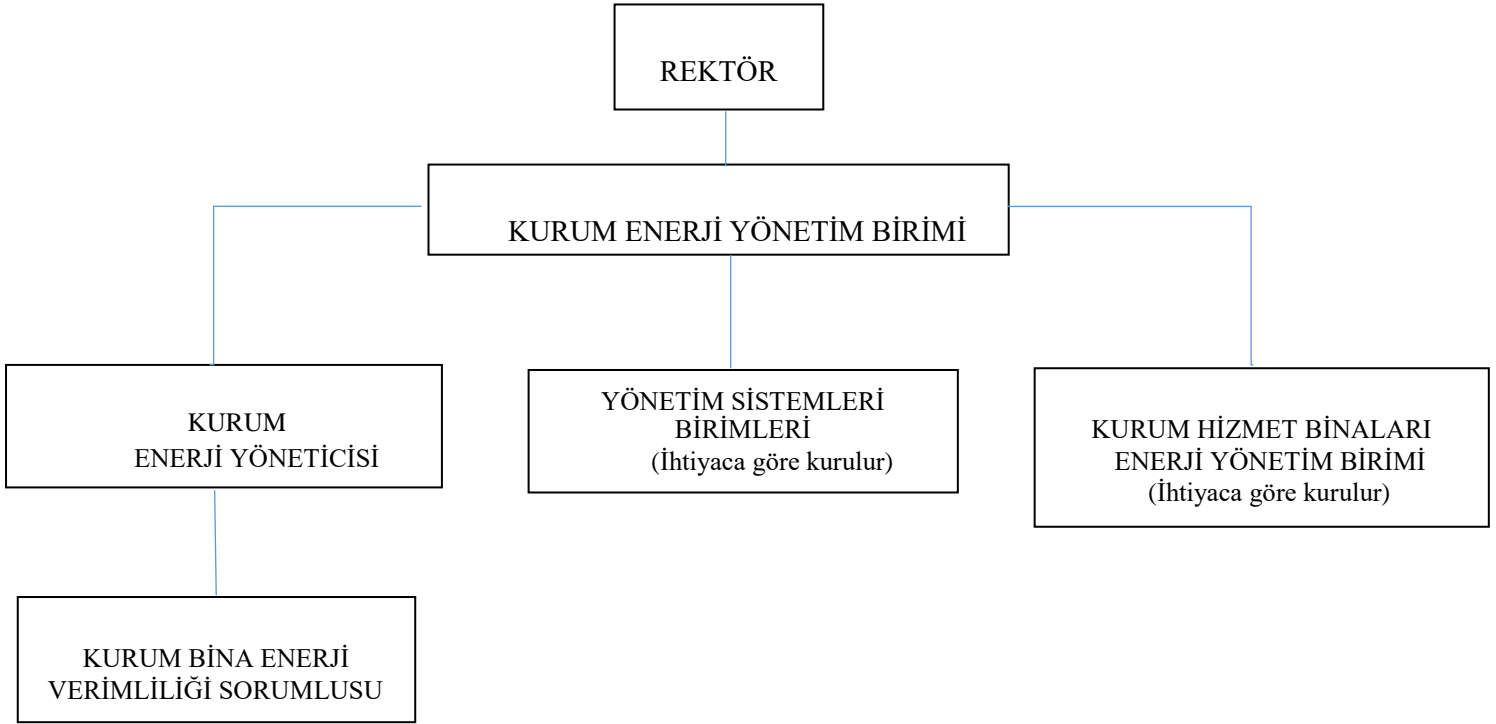 REKTÖR
KURUM ENERJİ YÖNETİM BİRİMİ
KURUM
ENERJİ YÖNETİCİSİ
YÖNETİM SİSTEMLERİ
BİRİMLERİ
(İhtiyaca göre kurulur)
KURUM HİZMET BİNALARI
ENERJİ YÖNETİM BİRİMİ
(İhtiyaca göre kurulur)
KURUM BİNA ENERJİ
VERİMLİLİĞİ SORUMLUSU